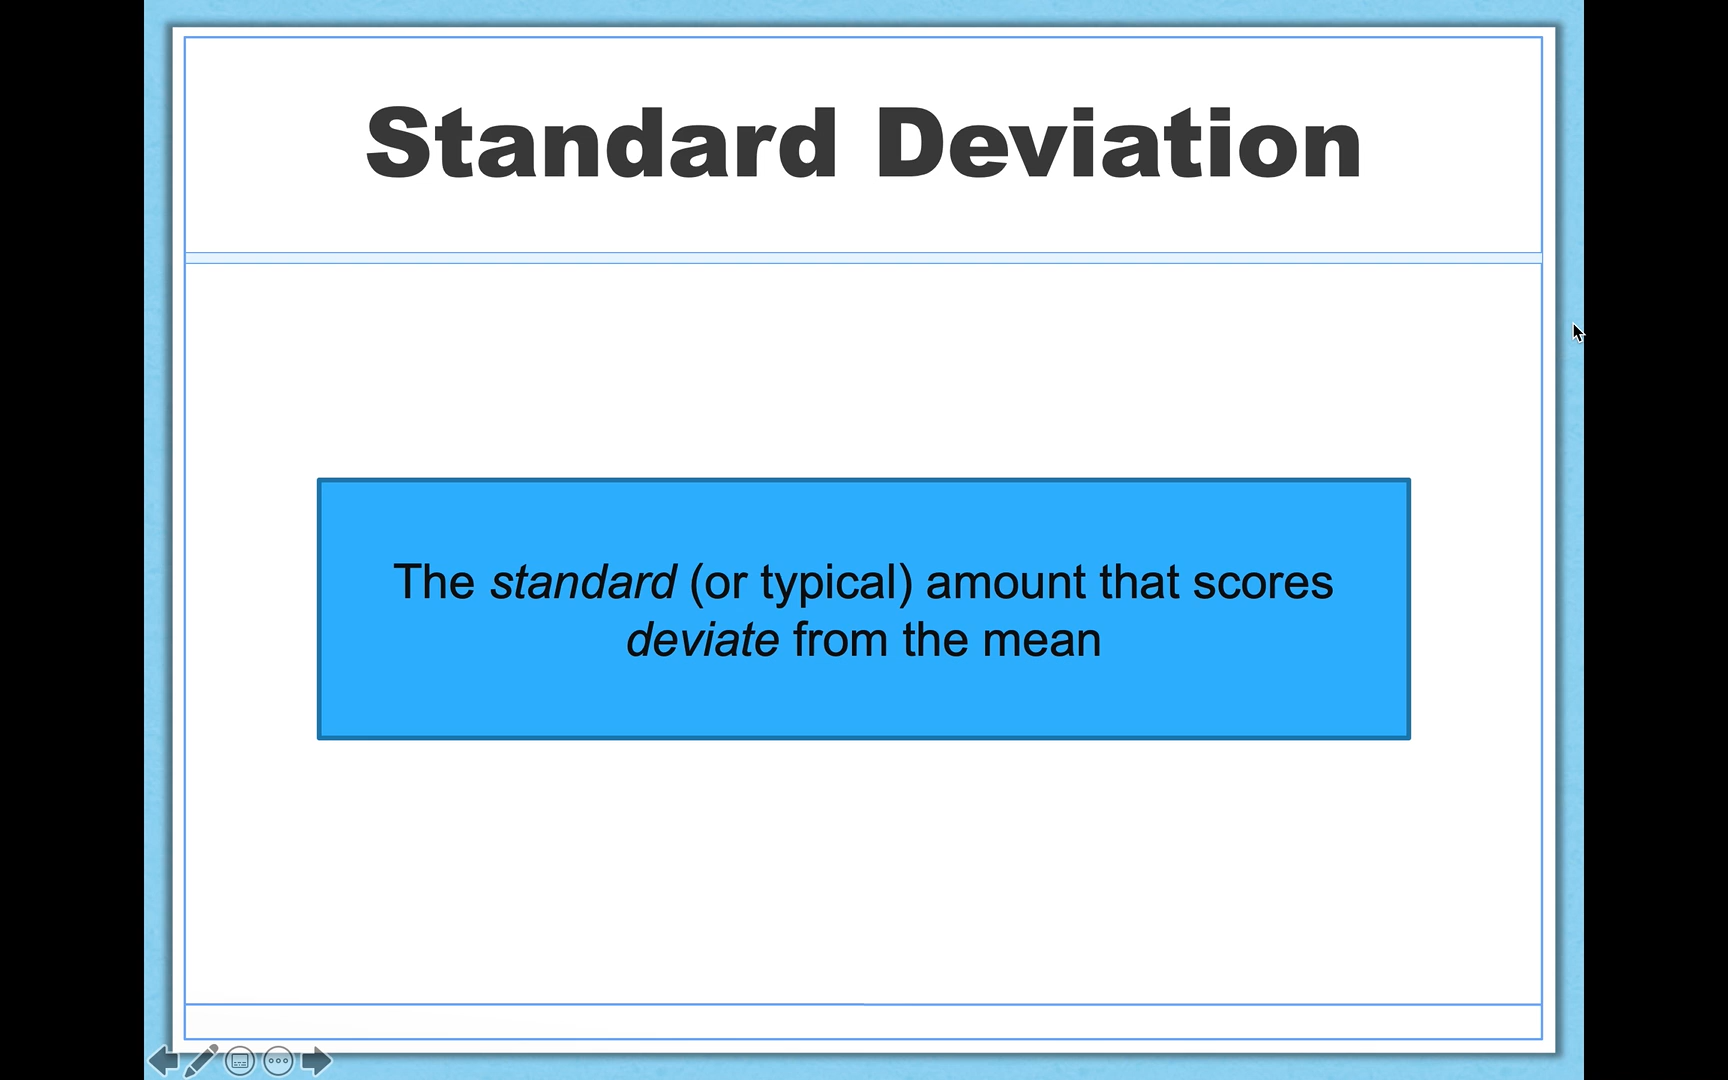 Standard Deviation
The standard (or typical) amount that scores
deviate from the mean